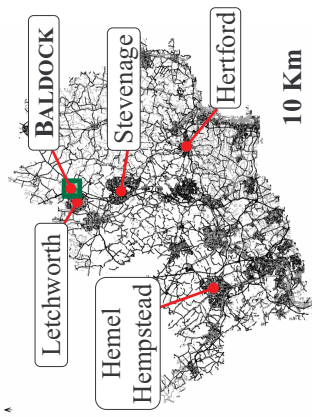 Letchworth
BALDOCK
Stevenage
Hertford
Hemel
Hempstead
10 Km